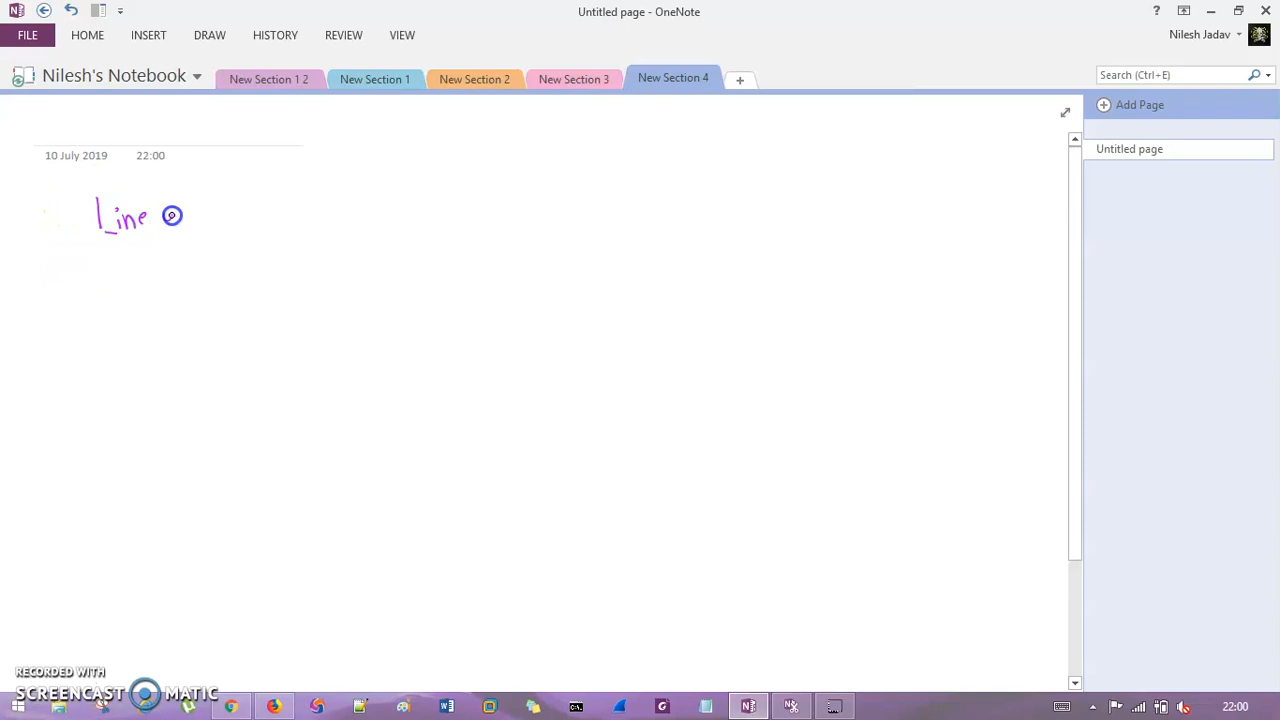 Untitled page - OneNote
?
FILE HOME INSERT DRAW HISTORY REVIEW VIEW
Nilesh Jadav
Nilesh's Notebook
New Section 1 2
New Section 1
New Section 2
New Section 3
New Section 4
+
Search (Ctrl+E)
Add Page
Untitled page
10 July 2019 22:00
Line
RECORDED WITH
SCREENCAST MATIC
22:00